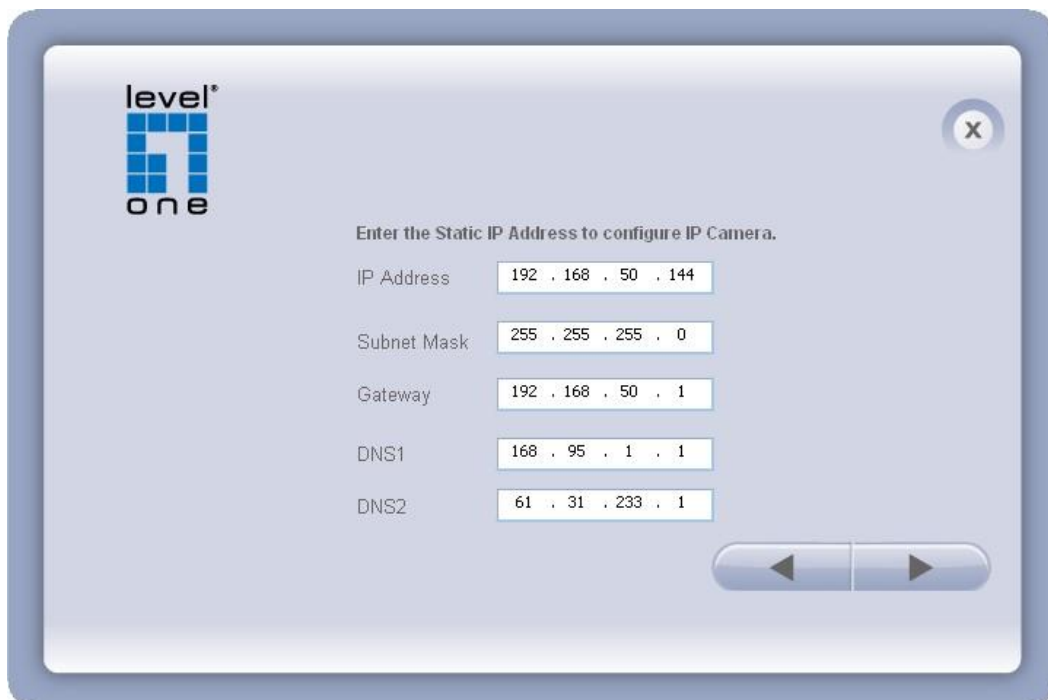 level®
one
X
Enter the Static IP Address to configure IP Camera.
IP Address 192 . 168 . 50 . 144
Subnet Mask 255 . 255 . 255 . 0
Gateway 192 . 168 . 50 . 1
DNS1 168 . 95 . 1 . 1
DNS2 61 . 31 . 233 . 1